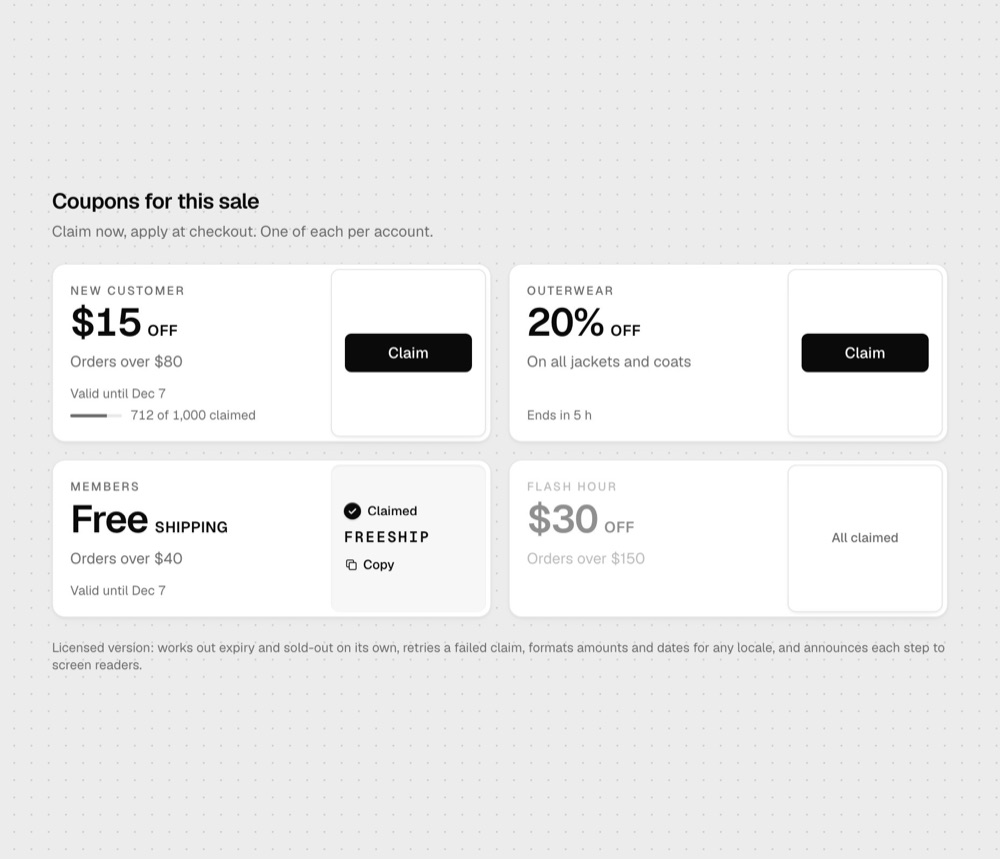 Coupons for this sale
Claim now, apply at checkout. One of each per account.
NEW CUSTOMER
$15 OFF
Orders over $80
Valid until Dec 7
712 of 1,000 claimed
Claim
OUTERWEAR
20% OFF
On all jackets and coats
Ends in 5 h
Claim
MEMBERS
Free SHIPPING
Orders over $40
Valid until Dec 7
Claimed
FREESHIP
Copy
FLASH HOUR
$30 OFF
Orders over $150
All claimed
Licensed version: works out expiry and sold-out on its own, retries a failed claim, formats amounts and dates for any locale, and announces each step to
screen readers.